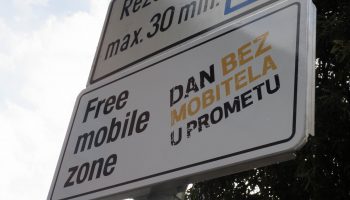 max. 30 min.
Free
mobile
zone
DAN BEZ
MOBITELA
U PROMETU